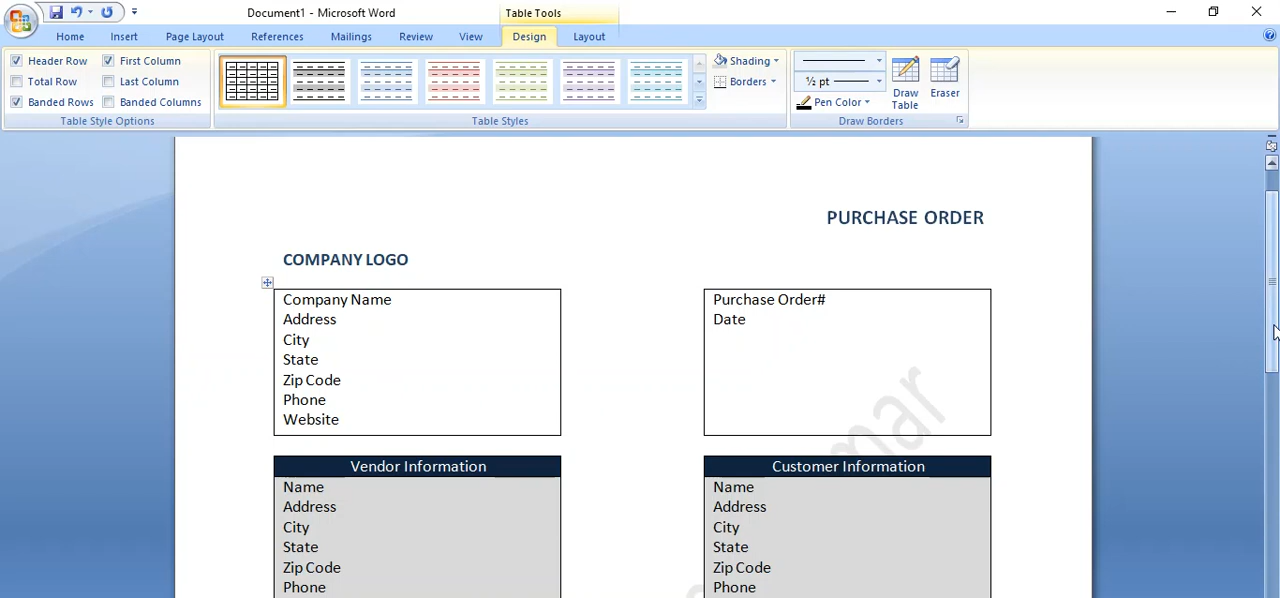 Document1 - Microsoft Word
Table Tools
Home Insert Page Layout References Mailings Review View Design Layout
Header Row First Column
Total Row Last Column
Banded Rows Banded Columns
Table Style Options
Table Styles
Shading
Borders
½ pt
Pen Color
Draw Table
Eraser
Draw Borders
PURCHASE ORDER
COMPANY LOGO
Company Name
Address
City
State
Zip Code
Phone
Website
Purchase Order#
Date
Vendor Information
Name
Address
City
State
Zip Code
Phone
Customer Information
Name
Address
City
State
Zip Code
Phone